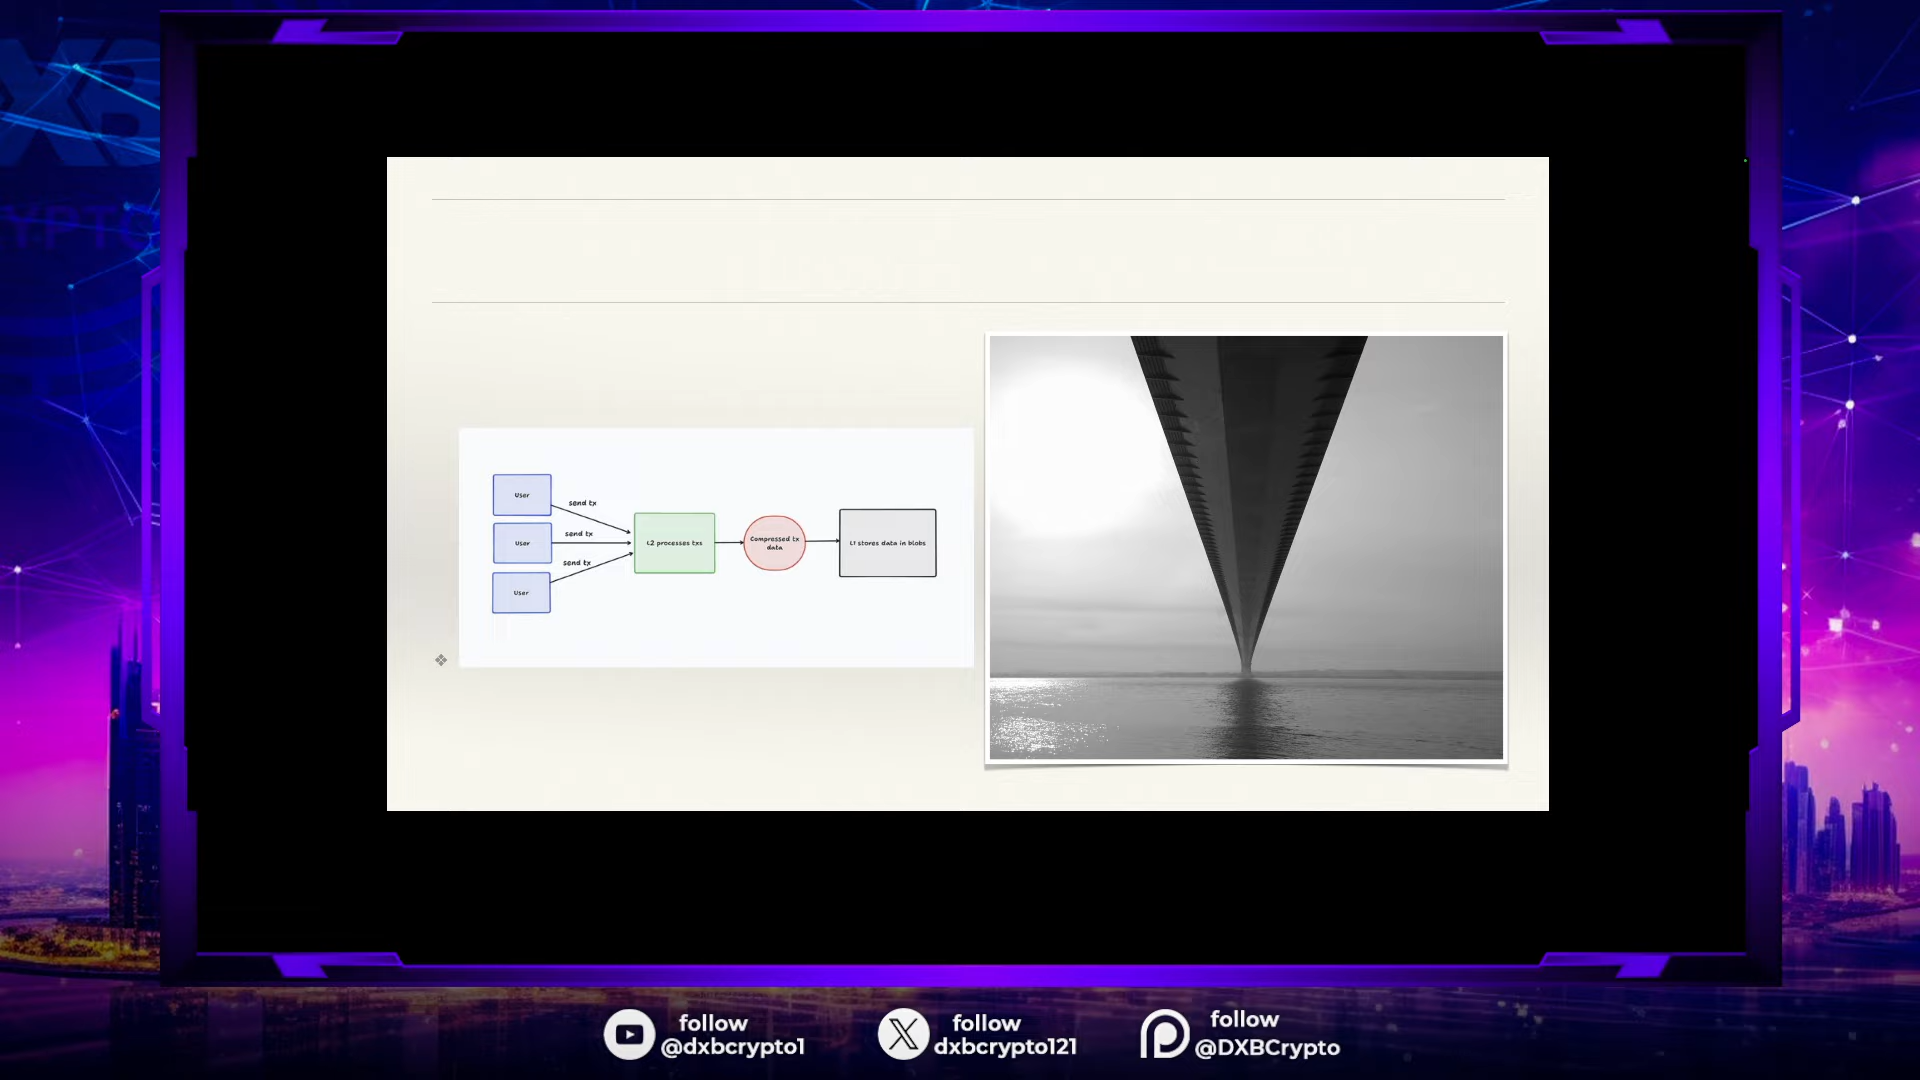 User
send tx
User
send tx
User
send tx
L2 processes txs
Compressed tx
data
L1 stores data in blobs
follow
@dxbcrypto1
follow
dxbcrypto121
follow
@DXBCrypto